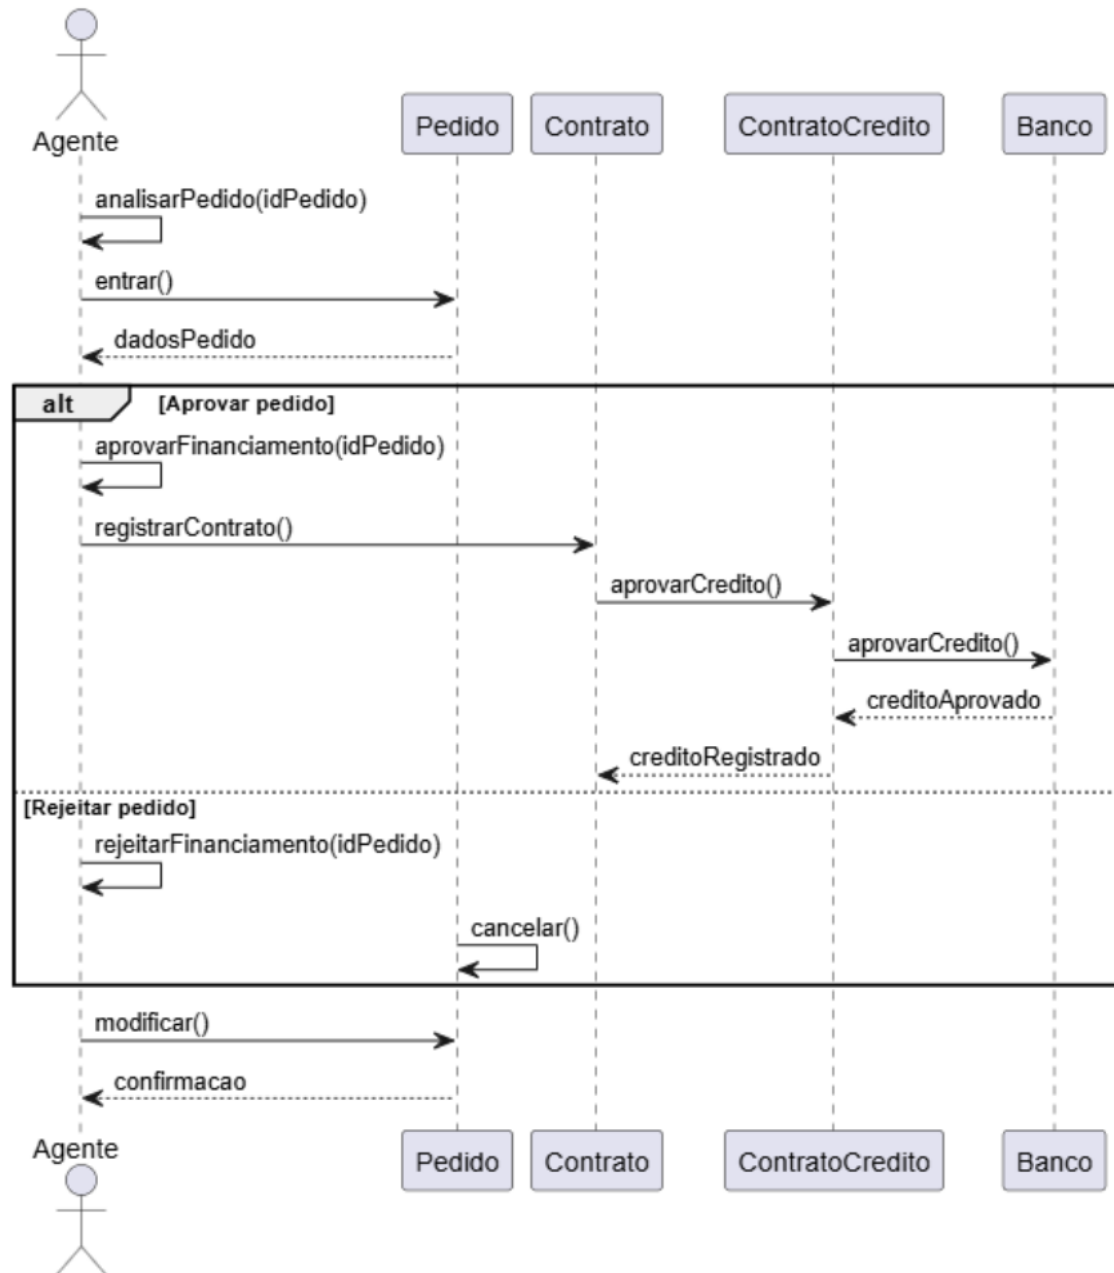 Agente
Pedido
Contrato
ContratoCredito
Banco
analisarPedido(idPedido)
entrar()
dadosPedido
alt
[Aprovar pedido]
aprovarFinanciamento(idPedido)
registrarContrato()
aprovarCredito()
aprovarCredito()
creditoAprovado
creditoRegistrado
[Rejeitar pedido]
rejeitarFinanciamento(idPedido)
cancelar()
modificar()
confirmacao
Agente
Pedido
Contrato
ContratoCredito
Banco